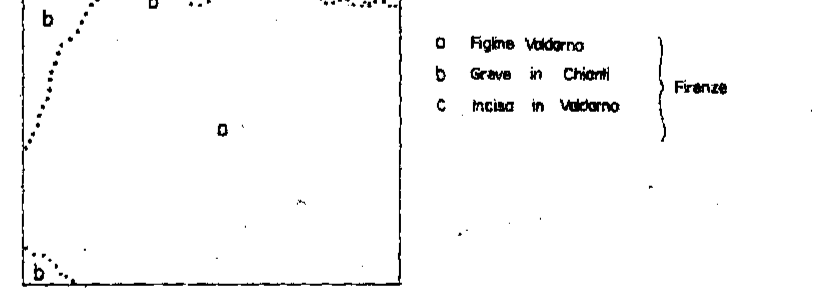 b
b
a
b
a Figline Valdarno
b Greve in Chianti
c Incisa in Valdarno
Firenze